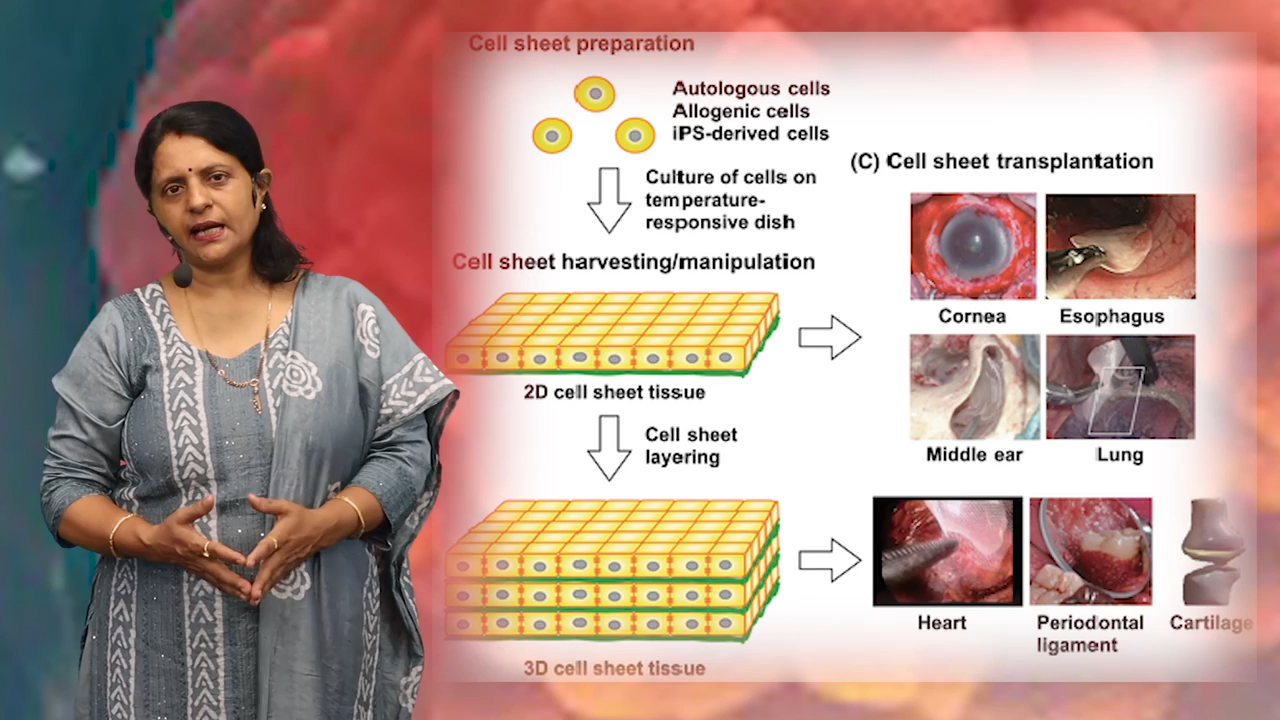 Cell sheet preparation
Autologous cells
Allogenic cells
iPS-derived cells
Culture of cells on
temperature-
responsive dish
Cell sheet harvesting/manipulation
2D cell sheet tissue
Cell sheet
layering
3D cell sheet tissue
(C) Cell sheet transplantation
Cornea
Esophagus
Middle ear
Lung
Heart
Periodontal
ligament
Cartilage